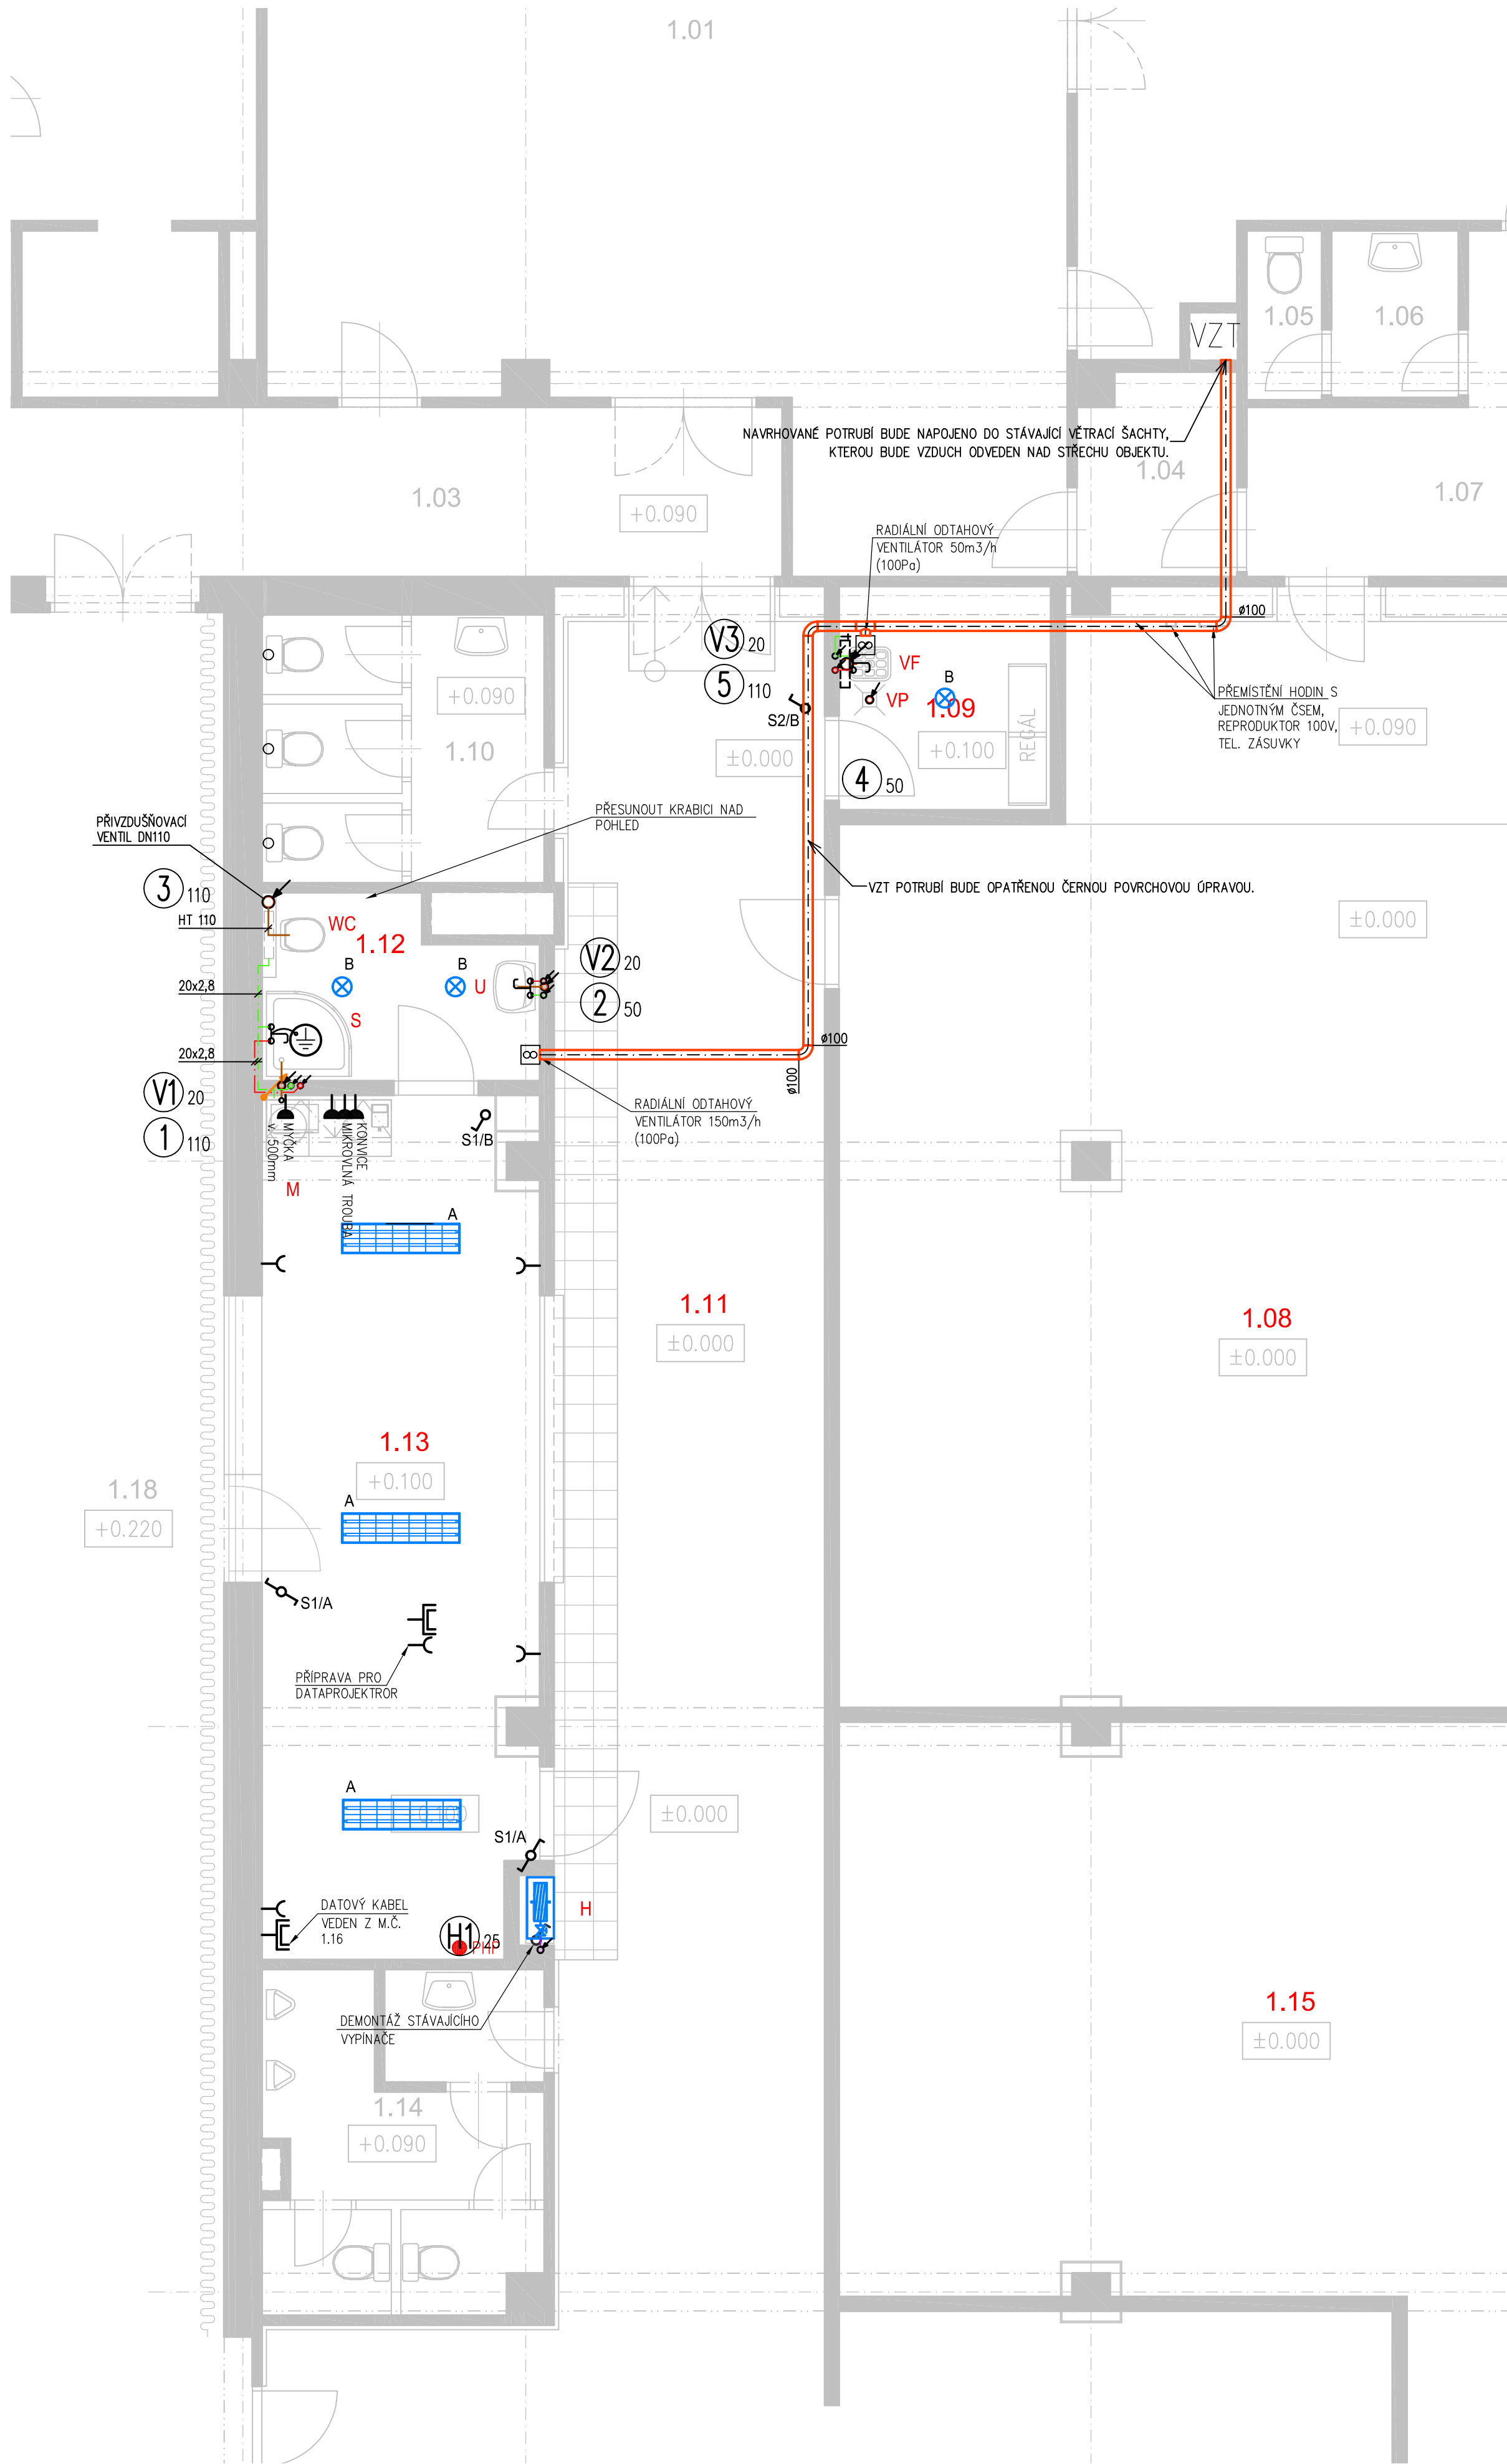 1.01
1.05
1.06
VZT
NAVRHOVANÉ POTRUBÍ BUDE NAPOJENO DO STÁVAJÍCÍ VĚTRACÍ ŠACHTY,
KTEROU BUDE VZDUCH ODVEDEN NAD STŘECHU OBJEKTU.
1.04
1.03
+0.090
1.07
RADIÁLNÍ ODTAHOVÝ
VENTILÁTOR 50m3/h
(100Pa)
ø100
V3 20
5 110
S2/B
VF
VP
B
1.09
+0.100
REGÁL
4 50
PŘEMÍSTĚNÍ HODIN S
JEDNOTNÝM ČSEM,
REPRODUKTOR 100V,
TEL. ZÁSUVKY
+0.090
+0.090
1.10
±0.000
PŘIVZDUŠŇOVACÍ
VENTIL DN110
PŘESUNOUT KRABICI NAD
POHLED
3 110
HT 110
VZT POTRUBÍ BUDE OPATŘENOU ČERNOU POVRCHOVOU ÚPRAVOU.
±0.000
WC
1.12
B
B
U
V2 20
2 50
20x2,8
S
20x2,8
ø100
ø100
V1 20
1 110
RADIÁLNÍ ODTAHOVÝ
VENTILÁTOR 150m3/h
(100Pa)
MYČKA
v. 500mm
KONVICE
MIKROVLNÁ TROUBA
S1/B
M
A
1.11
±0.000
1.08
±0.000
1.13
+0.100
A
1.18
+0.220
S1/A
PŘÍPRAVA PRO
DATAPROJEKTROR
A
±0.000
S1/A
DATOVÝ KABEL
VEDEN Z M.Č.
1.16
H1 25
PHP
H
DEMONTÁŽ STÁVAJÍCÍHO
VYPÍNAČE
1.15
±0.000
1.14
+0.090